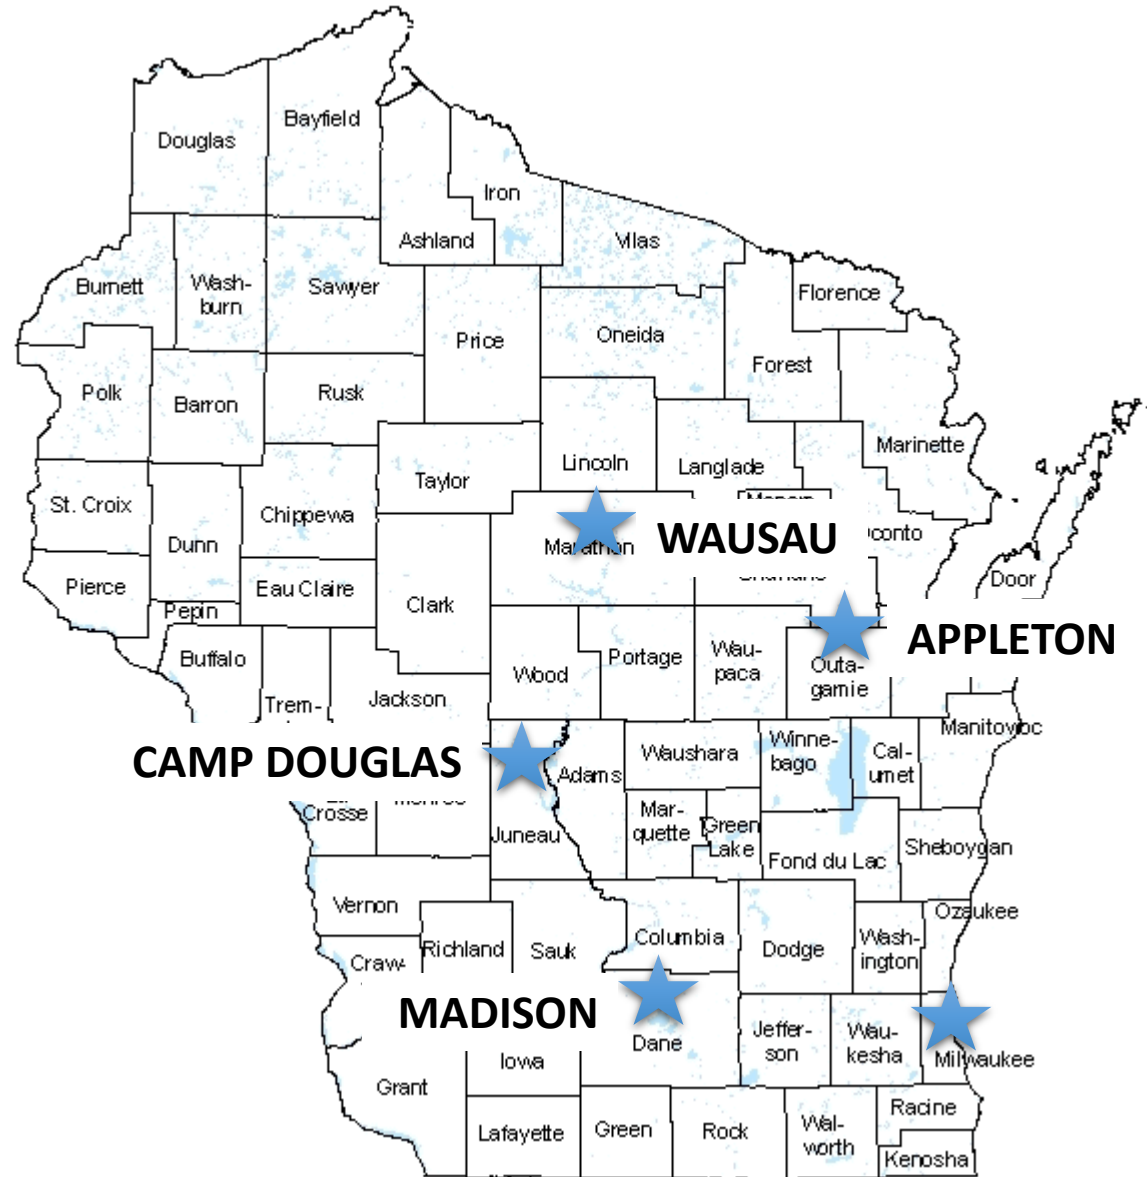 Bayfield
Douglas
Iron
Ashland
Vilas
Burnett
Wash-
burn
Sawyer
Florence
Price
Oneida
Forest
Polk
Barron
Rusk
Marinette
Lincoln
Langlade
Taylor
St. Croix
Chippewa
Dunn
Marathon
WAUSAU
conto
Pierce
Eau Claire
Door
Clark
Pepin
APPLETON
Buffalo
Wood
Portage
Wau-
paca
Outa-
gamie
Trem-
Jackson
Manitowoc
CAMP DOUGLAS
Adams
Waushara
Winne-
bago
Cal-
umet
Crosse
Juneau
Mar-
quette
Green
Lake
Fond du Lac
Sheboygan
Vernon
Richland
Sauk
Columbia
Dodge
Wash-
ington
Ozaukee
Craw-
MADISON
Dane
Jeffer-
son
Wau-
kesha
Milwaukee
Iowa
Grant
Lafayette
Green
Rock
Wal-
worth
Racine
Kenosha